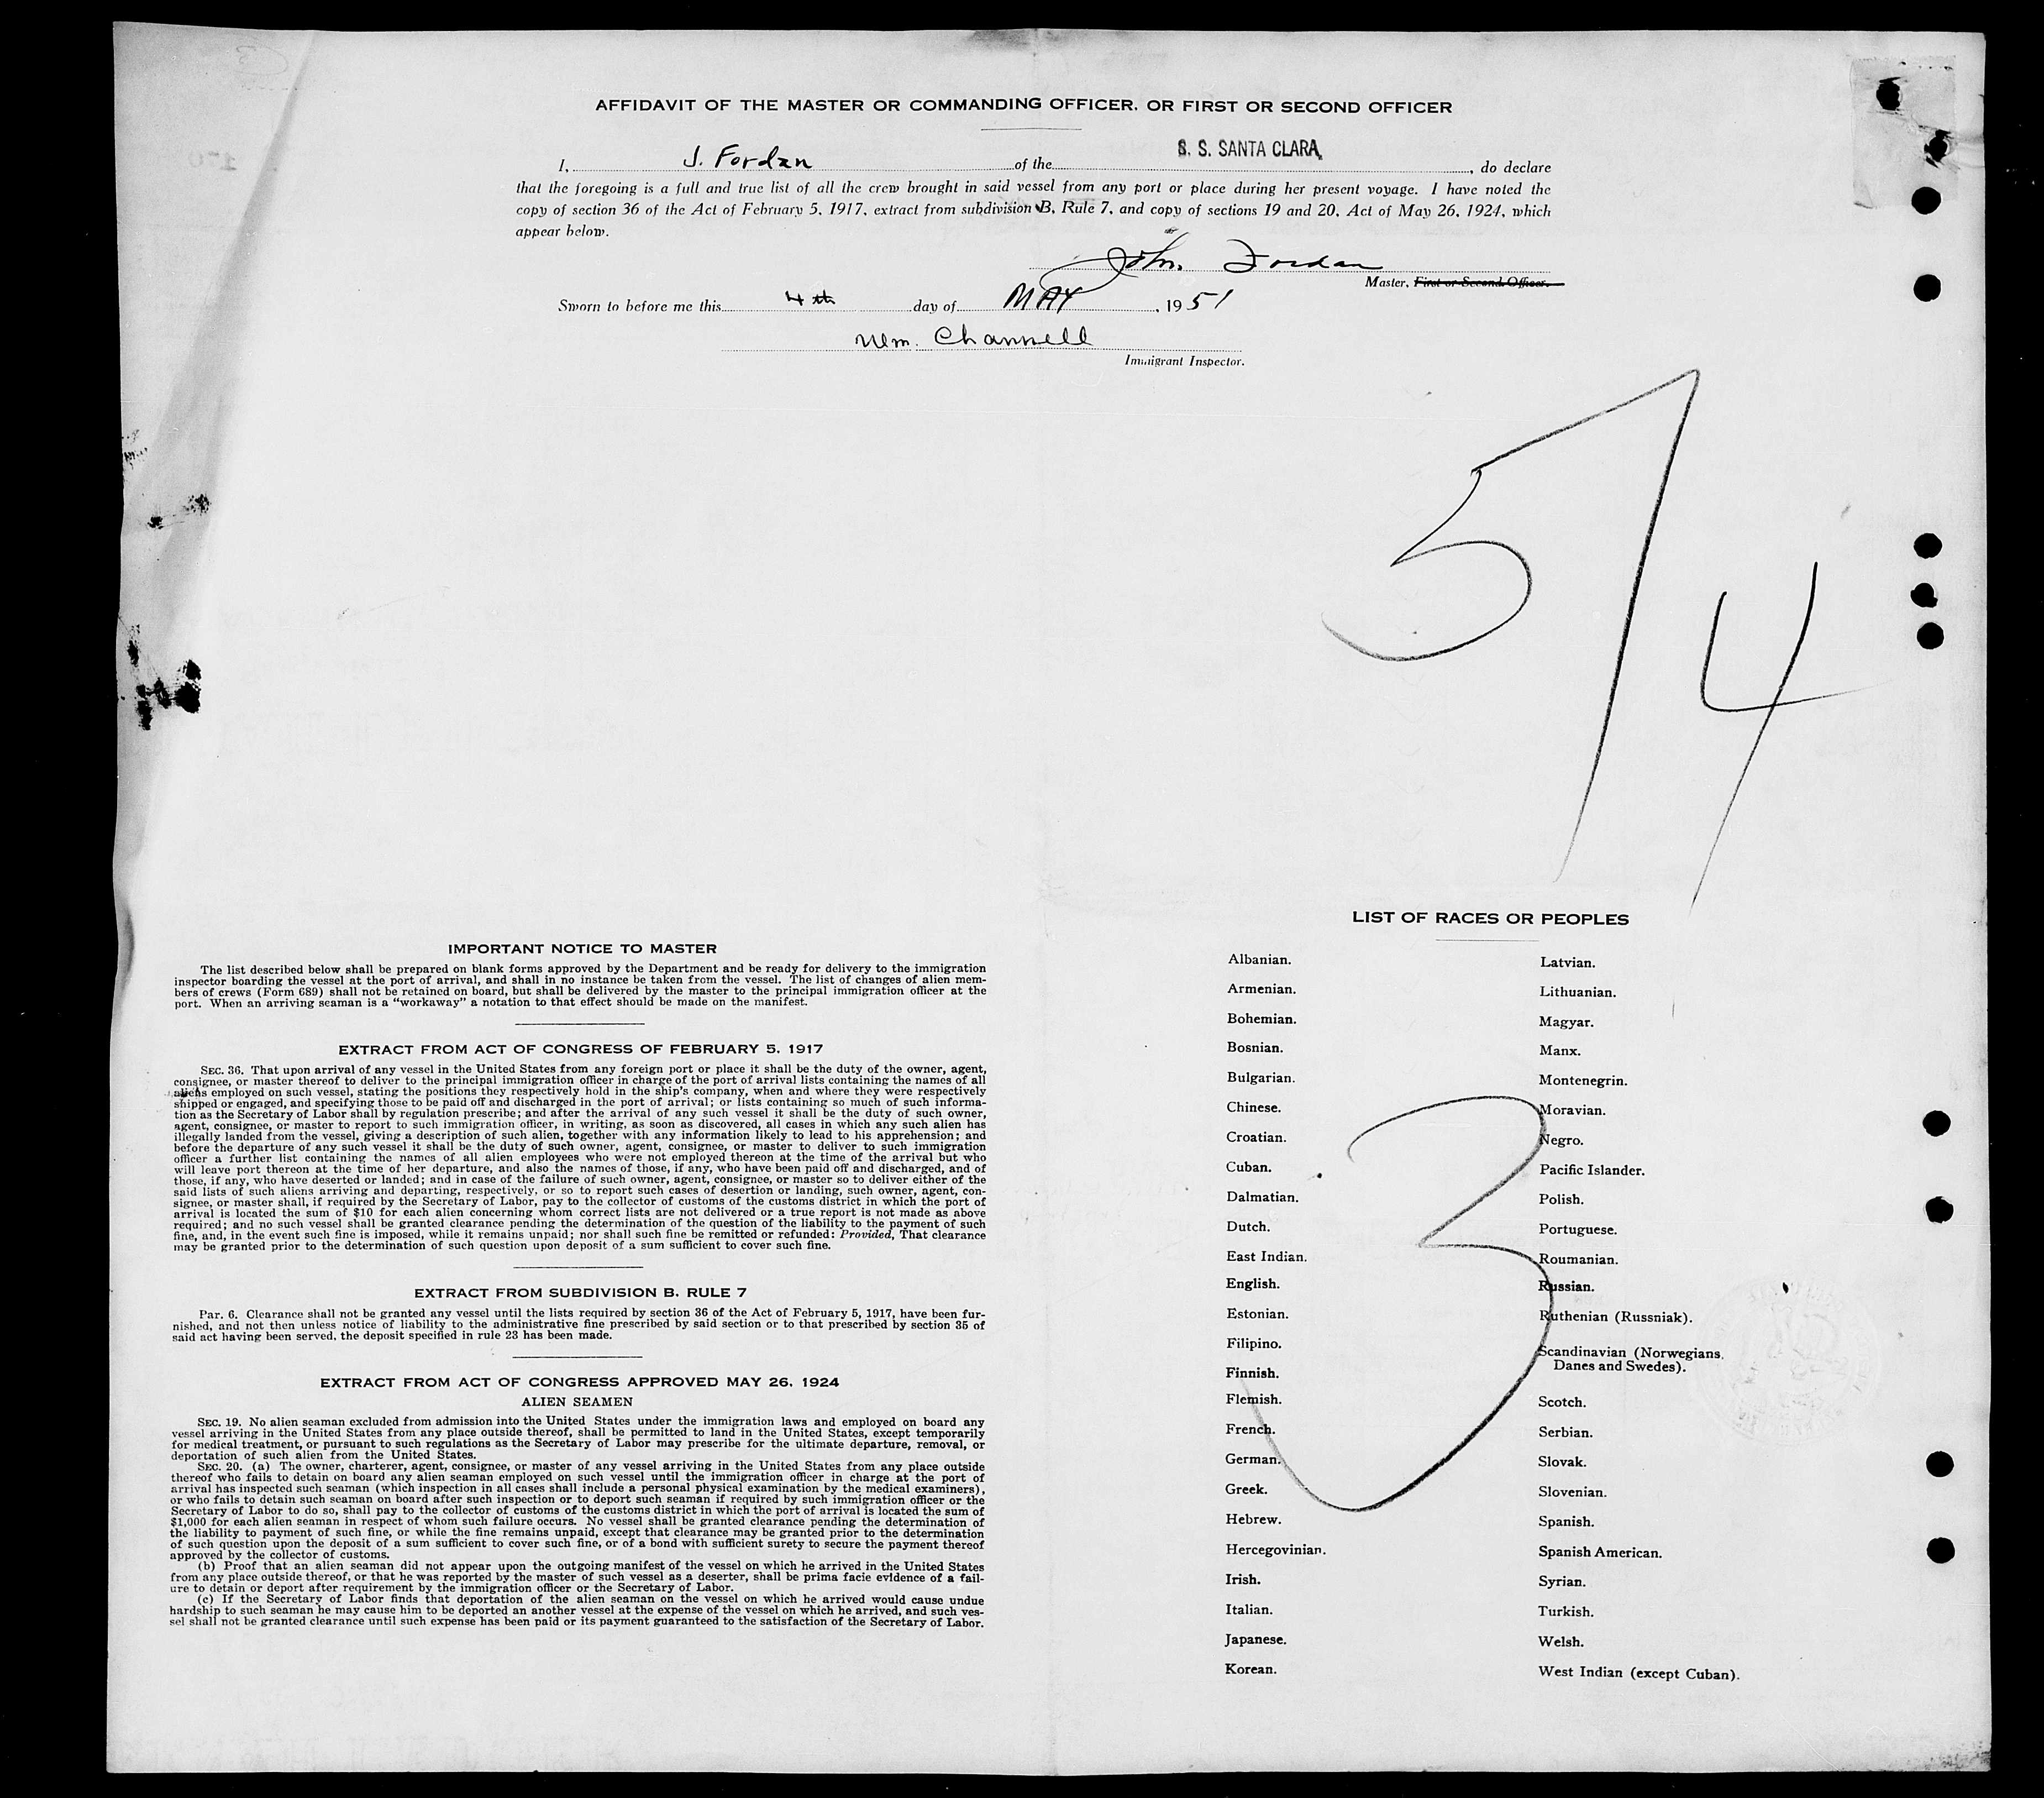 AFFIDAVIT OF THE MASTER OR COMMANDING OFFICER, OR FIRST OR SECOND OFFICER
I, J. Fordan of the S. S. SANTA CLARA, do declare
that the foregoing is a full and true list of all the crew brought in said vessel from any port or place during her present voyage. I have noted the
copy of section 36 of the Act of February 5, 1917, extract from subdivision B, Rule 7, and copy of sections 19 and 20, Act of May 26, 1924, which
appear below.
John Fordan
Master, First or Second Officer.
Sworn to before me this 4th day of MAY, 1951
Wm. Channell
Immigrant Inspector.
5/4
IMPORTANT NOTICE TO MASTER
The list described below shall be prepared on blank forms approved by the Department and be ready for delivery to the immigration
inspector boarding the vessel at the port of arrival, and shall in no instance be taken from the vessel. The list of changes of alien mem-
bers of crews (Form 689) shall not be retained on board, but shall be delivered by the master to the principal immigration officer at the
port. When an arriving seaman is a "workaway" a notation to that effect should be made on the manifest.
EXTRACT FROM ACT OF CONGRESS OF FEBRUARY 5, 1917
SEC. 36. That upon arrival of any vessel in the United States from any foreign port or place it shall be the duty of the owner, agent,
consignee, or master thereof to deliver to the principal immigration officer in charge of the port of arrival lists containing the names of all
aliens employed on such vessel, stating the positions they respectively hold in the ship's company, when and where they were respectively
shipped or engaged, and specifying those to be paid off and discharged in the port of arrival; or lists containing so much of such informa-
tion as the Secretary of Labor shall by regulation prescribe; and after the arrival of any such vessel it shall be the duty of such owner,
agent, consignee, or master to report to such immigration officer, in writing, as soon as discovered, all cases in which any such alien has
illegally landed from the vessel, giving a description of such alien, together with any information likely to lead to his apprehension; and
before the departure of any such vessel it shall be the duty of such owner, agent, consignee, or master to deliver to such immigration
officer a further list containing the names of all alien employees who were not employed thereon at the time of the arrival but who
will leave port thereon at the time of her departure, and also the names of those, if any, who have been paid off and discharged, and of
those, if any, who have deserted or landed; and in case of the failure of such owner, agent, consignee, or master so to deliver either of the
said lists of such aliens arriving and departing, respectively, or so to report such cases of desertion or landing, such owner, agent, con-
signee, or master shall, if required by the Secretary of Labor, pay to the collector of customs of the customs district in which the port of
arrival is located the sum of $10 for each alien concerning whom correct lists are not delivered or a true report is not made as above
required; and no such vessel shall be granted clearance pending the determination of the question of the liability to the payment of such
fine, and, in the event such fine is imposed, while it remains unpaid; nor shall such fine be remitted or refunded: Provided, That clearance
may be granted prior to the determination of such question upon deposit of a sum sufficient to cover such fine.
EXTRACT FROM SUBDIVISION B, RULE 7
PAR. 6. Clearance shall not be granted any vessel until the lists required by section 36 of the Act of February 5, 1917, have been fur-
nished, and not then unless notice of liability to the administrative fine prescribed by said section or to that prescribed by section 35 of
said act having been served, the deposit specified in rule 23 has been made.
EXTRACT FROM ACT OF CONGRESS APPROVED MAY 26, 1924
ALIEN SEAMEN
SEC. 19. No alien seaman excluded from admission into the United States under the immigration laws and employed on board any
vessel arriving in the United States from any place outside thereof, shall be permitted to land in the United States, except temporarily
for medical treatment, or pursuant to such regulations as the Secretary of Labor may prescribe for the ultimate departure, removal, or
deportation of such alien from the United States.
SEC. 20. (a) The owner, charterer, agent, consignee, or master of any vessel arriving in the United States from any place outside
thereof who fails to detain on board any alien seaman employed on such vessel until the immigration officer in charge at the port of
arrival has inspected such seaman (which inspection in all cases shall include a personal physical examination by the medical examiners),
or who fails to detain such seaman on board after such inspection or to deport such seaman if required by such immigration officer or the
Secretary of Labor to do so, shall pay to the collector of customs of the customs district in which the port of arrival is located the sum of
$1,000 for each alien seaman in respect of whom such failure occurs. No vessel shall be granted clearance pending the determination of
the liability to payment of such fine, or while the fine remains unpaid, except that clearance may be granted prior to the determination
of such question upon the deposit of a sum sufficient to cover such fine, or of a bond with sufficient surety to secure the payment thereof
approved by the collector of customs.
(b) Proof that an alien seaman did not appear upon the outgoing manifest of the vessel on which he arrived in the United States
from any place outside thereof, or that he was reported by the master of such vessel as a deserter, shall be prima facie evidence of a fail-
ure to detain or deport after requirement by the immigration officer or the Secretary of Labor.
(c) If the Secretary of Labor finds that deportation of the alien seaman on the vessel on which he arrived would cause undue
hardship to such seaman he may cause him to be deported an another vessel at the expense of the vessel on which he arrived, and such ves-
sel shall not be granted clearance until such expense has been paid or its payment guaranteed to the satisfaction of the Secretary of Labor.
LIST OF RACES OR PEOPLES
Albanian.
Armenian.
Bohemian.
Bosnian.
Bulgarian.
Chinese.
Croatian.
Cuban.
Dalmatian.
Dutch.
East Indian.
English.
Estonian.
Filipino.
Finnish.
Flemish.
French.
German.
Greek.
Hebrew.
Hercegovinian.
Irish.
Italian.
Japanese.
Korean.
Latvian.
Lithuanian.
Magyar.
Manx.
Montenegrin.
Moravian.
Negro.
Pacific Islander.
Polish.
Portuguese.
Roumanian.
Russian.
Ruthenian (Russniak).
Scandinavian (Norwegians,
Danes and Swedes).
Scotch.
Serbian.
Slovak.
Slovenian.
Spanish.
Spanish American.
Syrian.
Turkish.
Welsh.
West Indian (except Cuban).
3